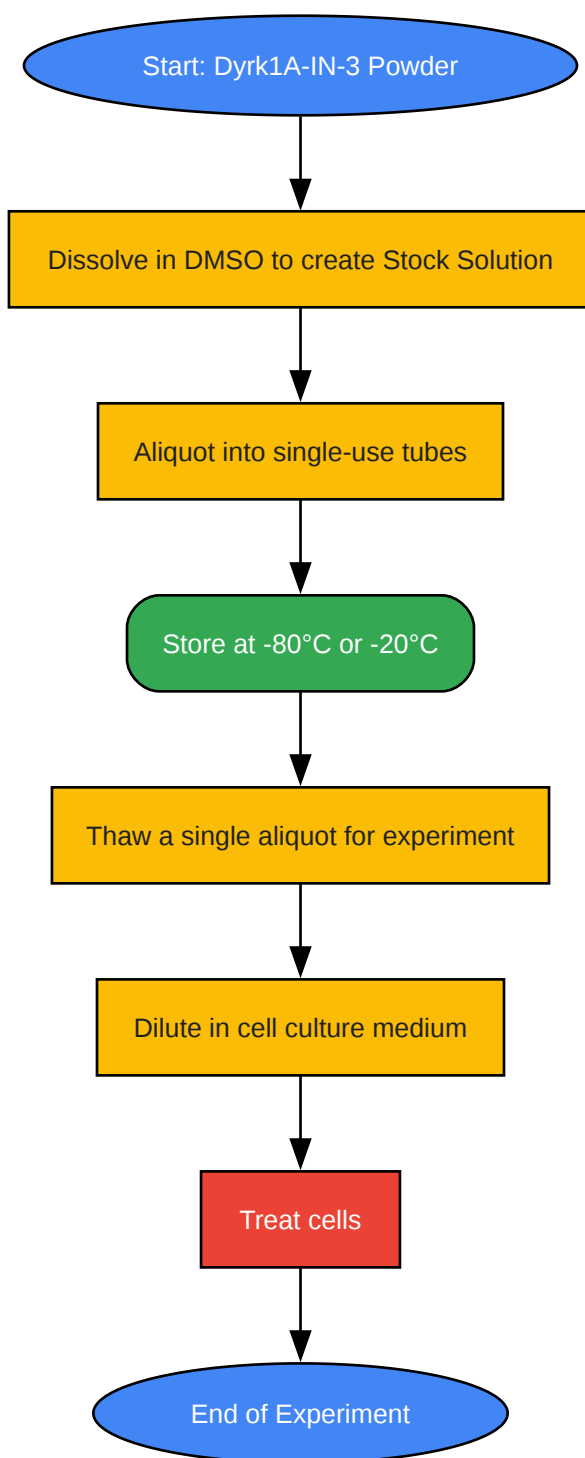 Start: Dyrk1A-IN-3 Powder
Dissolve in DMSO to create Stock Solution
Aliquot into single-use tubes
Store at -80°C or -20°C
Thaw a single aliquot for experiment
Dilute in cell culture medium
Treat cells
End of Experiment